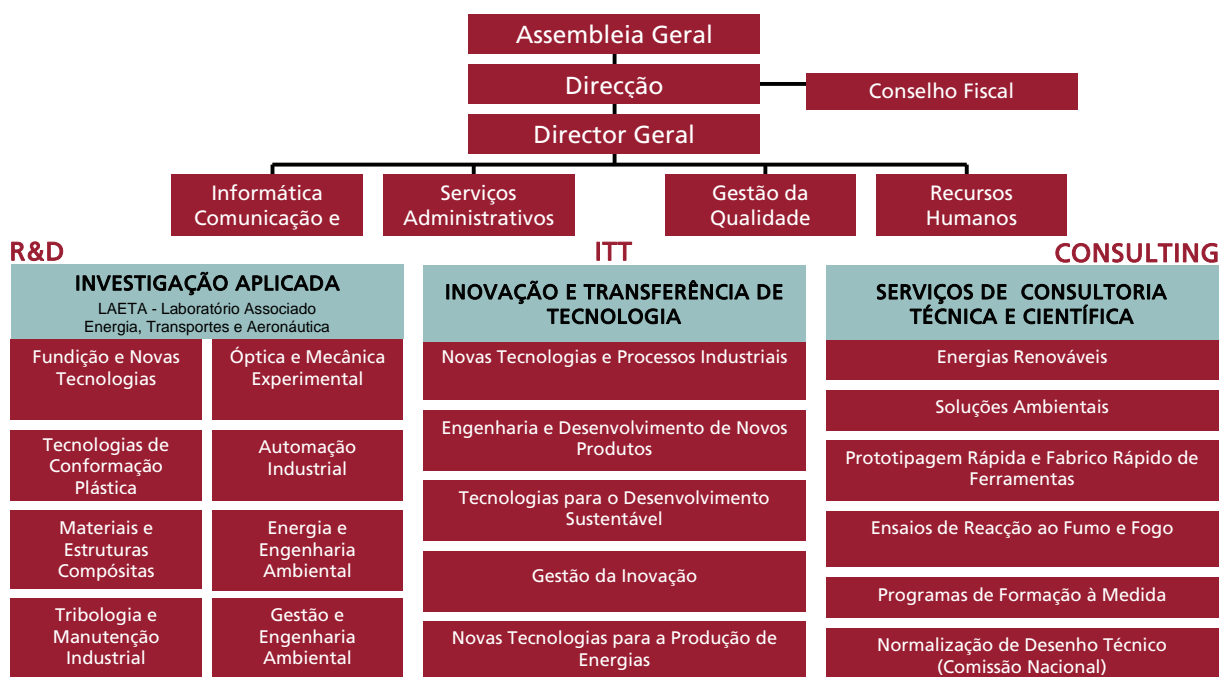 Assembleia Geral
Direcção
Conselho Fiscal
Director Geral
Informática
Comunicação e
Serviços
Administrativos
Gestão da
Qualidade
Recursos
Humanos
R&D
ITT
CONSULTING
INVESTIGAÇÃO APLICADA
LAETA - Laboratório Associado
Energia, Transportes e Aeronáutica
Fundição e Novas
Tecnologias
Óptica e Mecânica
Experimental
Tecnologias de
Conformação
Plástica
Automação
Industrial
Materiais e
Estruturas
Compósitas
Energia e
Engenharia
Ambiental
Tribologia e
Manutenção
Industrial
Gestão e
Engenharia
Ambiental
INOVAÇÃO E TRANSFERÊNCIA DE
TECNOLOGIA
Novas Tecnologias e Processos Industriais
Engenharia e Desenvolvimento de Novos
Produtos
Tecnologias para o Desenvolvimento
Sustentável
Gestão da Inovação
Novas Tecnologias para a Produção de
Energias
SERVIÇOS DE CONSULTORIA
TÉCNICA E CIENTÍFICA
Energias Renováveis
Soluções Ambientais
Prototipagem Rápida e Fabrico Rápido de
Ferramentas
Ensaios de Reacção ao Fumo e Fogo
Programas de Formação à Medida
Normalização de Desenho Técnico
(Comissão Nacional)